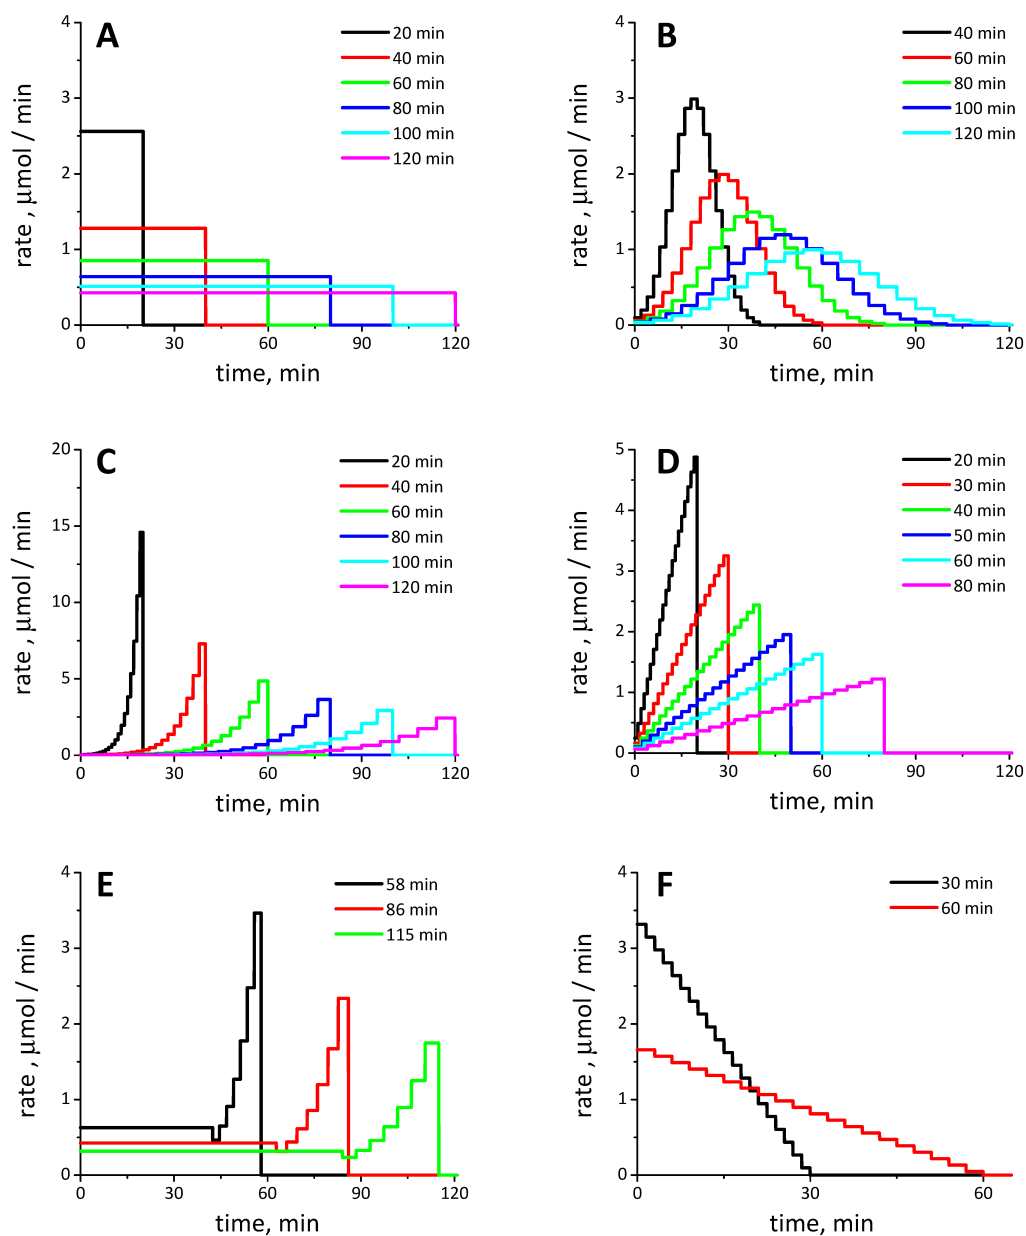 A
4
3
2
1
0
rate , μmol / min
0 30 60 90 120
time, min
20 min
40 min
60 min
80 min
100 min
120 min
B
4
3
2
1
0
rate , μmol / min
0 30 60 90 120
time, min
40 min
60 min
80 min
100 min
120 min
C
20
15
10
5
0
rate , μmol / min
0 30 60 90 120
time, min
20 min
40 min
60 min
80 min
100 min
120 min
D
5
4
3
2
1
0
rate , μmol / min
0 30 60 90 120
time, min
20 min
30 min
40 min
50 min
60 min
80 min
E
4
3
2
1
0
rate , μmol / min
0 30 60 90 120
time, min
58 min
86 min
115 min
F
4
3
2
1
0
rate , μmol / min
0 30 60
time, min
30 min
60 min